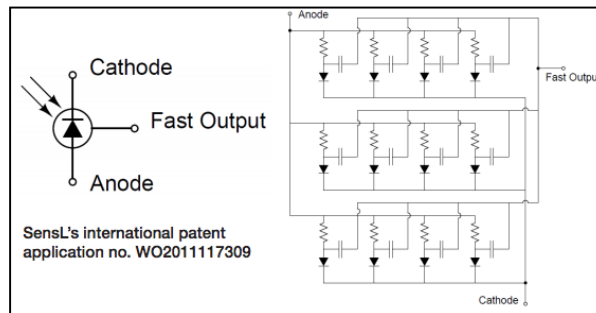 Cathode
Fast Output
Anode
SensL's international patent
application no. WO2011117309
Anode
Fast Output
Cathode